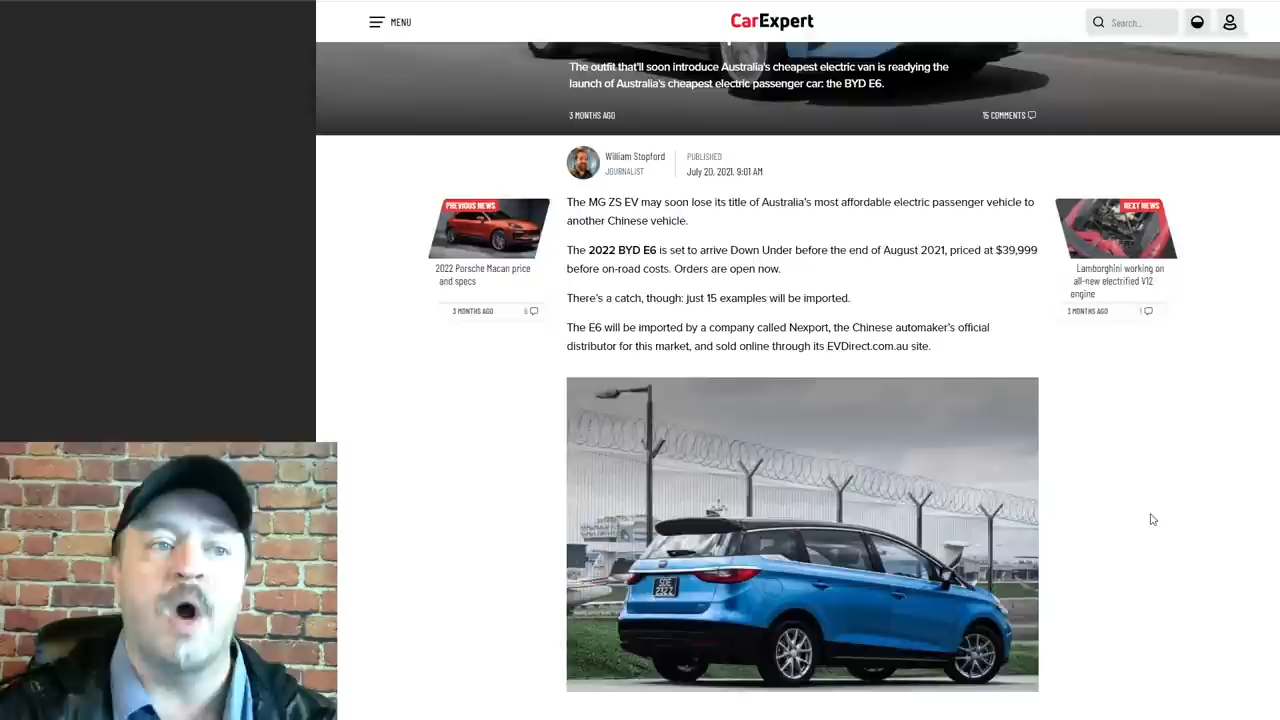 MENU
CarExpert
Search...
The outfit that'll soon introduce Australia's cheapest electric van is readying the
launch of Australia's cheapest electric passenger car: the BYD E6.
3 MONTHS AGO
15 COMMENTS
William Stopford
JOURNALIST
PUBLISHED
July 20, 2021, 9:01 AM
The MG ZS EV may soon lose its title of Australia's most affordable electric passenger vehicle to
another Chinese vehicle.
The 2022 BYD E6 is set to arrive Down Under before the end of August 2021, priced at $39,999
before on-road costs. Orders are open now.
There's a catch, though: just 15 examples will be imported.
The E6 will be imported by a company called Nexport, the Chinese automaker's official
distributor for this market, and sold online through its EVDirect.com.au site.
PREVIOUS NEWS
2022 Porsche Macan price
and specs
3 MONTHS AGO
6
NEXT NEWS
Lamborghini working on
all-new electrified V12
engine
3 MONTHS AGO
1
SDE
2322